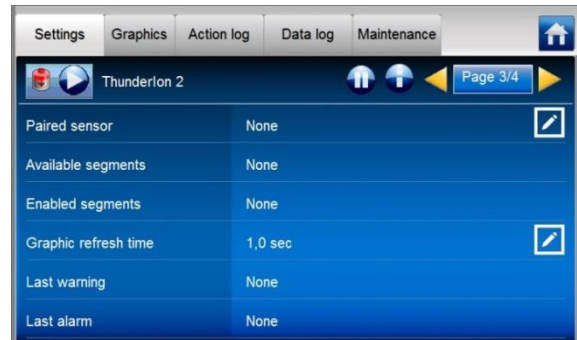 Settings Graphics Action log Data log Maintenance
ThunderIon 2 Page 3/4
Paired sensor None
Available segments None
Enabled segments None
Graphic refresh time 1,0 sec
Last warning None
Last alarm None